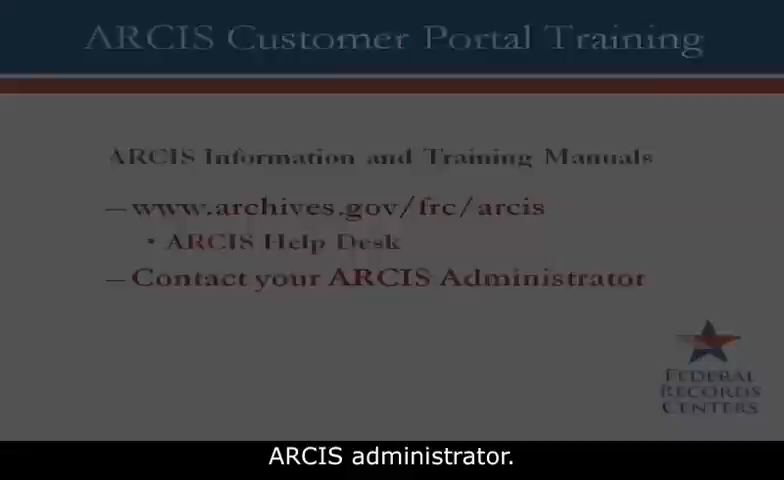 ARCIS Customer Portal Training
ARCIS Information and Training Manuals
– www.archives.gov/frc/arcis
• ARCIS Help Desk
– Contact your ARCIS Administrator
FEDERAL
RECORDS
CENTERS
ARCIS administrator.